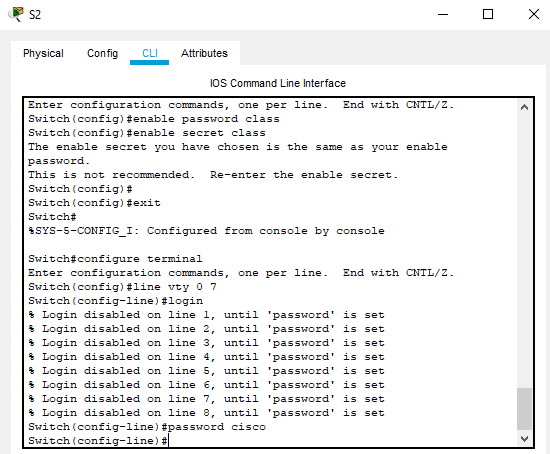 S2
Physical Config CLI Attributes
IOS Command Line Interface
Enter configuration commands, one per line.  End with CNTL/Z.
Switch(config)#enable password class
Switch(config)#enable secret class
The enable secret you have chosen is the same as your enable
password.
This is not recommended.  Re-enter the enable secret.
Switch(config)#
Switch(config)#exit
Switch#
%SYS-5-CONFIG_I: Configured from console by console
Switch#configure terminal
Enter configuration commands, one per line.  End with CNTL/Z.
Switch(config)#line vty 0 7
Switch(config-line)#login
% Login disabled on line 1, until 'password' is set
% Login disabled on line 2, until 'password' is set
% Login disabled on line 3, until 'password' is set
% Login disabled on line 4, until 'password' is set
% Login disabled on line 5, until 'password' is set
% Login disabled on line 6, until 'password' is set
% Login disabled on line 7, until 'password' is set
% Login disabled on line 8, until 'password' is set
Switch(config-line)#password cisco
Switch(config-line)#